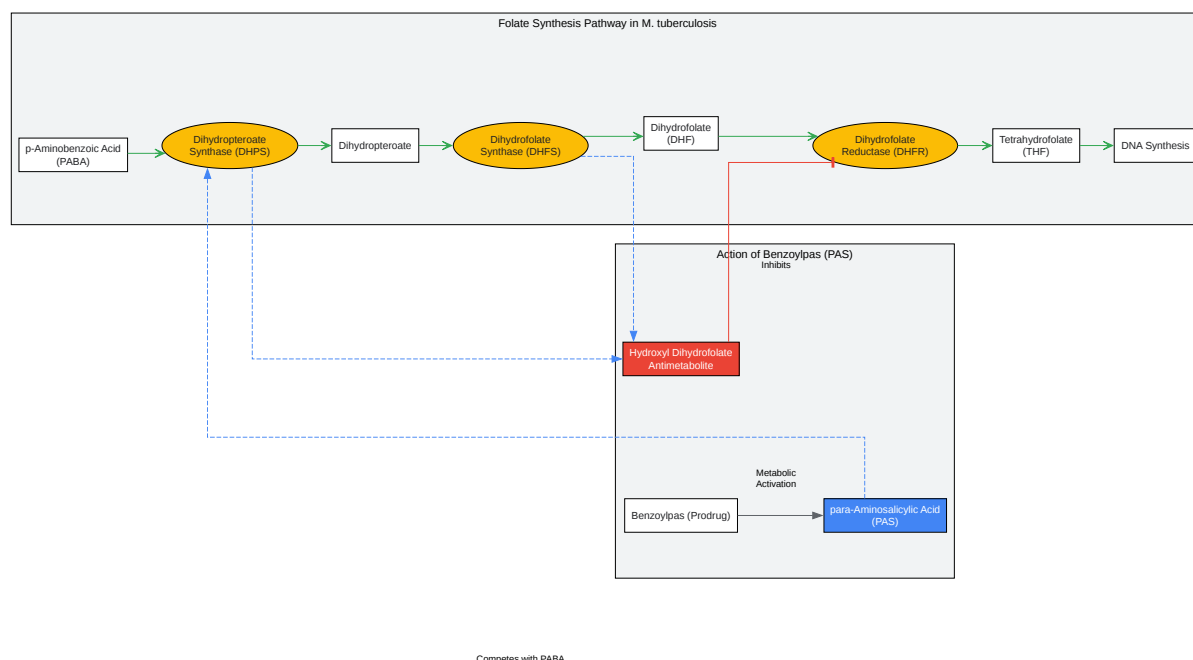 Folate Synthesis Pathway in M. tuberculosis
p-Aminobenzoic Acid
(PABA)
Dihydropteroate
Synthase (DHPS)
Dihydropteroate
Dihydrofolate
Synthase (DHFS)
Dihydrofolate
(DHF)
Dihydrofolate
Reductase (DHFR)
Tetrahydrofolate
(THF)
DNA Synthesis
Action of Benzoylpas (PAS)
Inhibits
Hydroxyl Dihydrofolate
Antimetabolite
Metabolic
Activation
Benzoylpas (Prodrug)
para-Aminosalicylic Acid
(PAS)
Competes with PABA